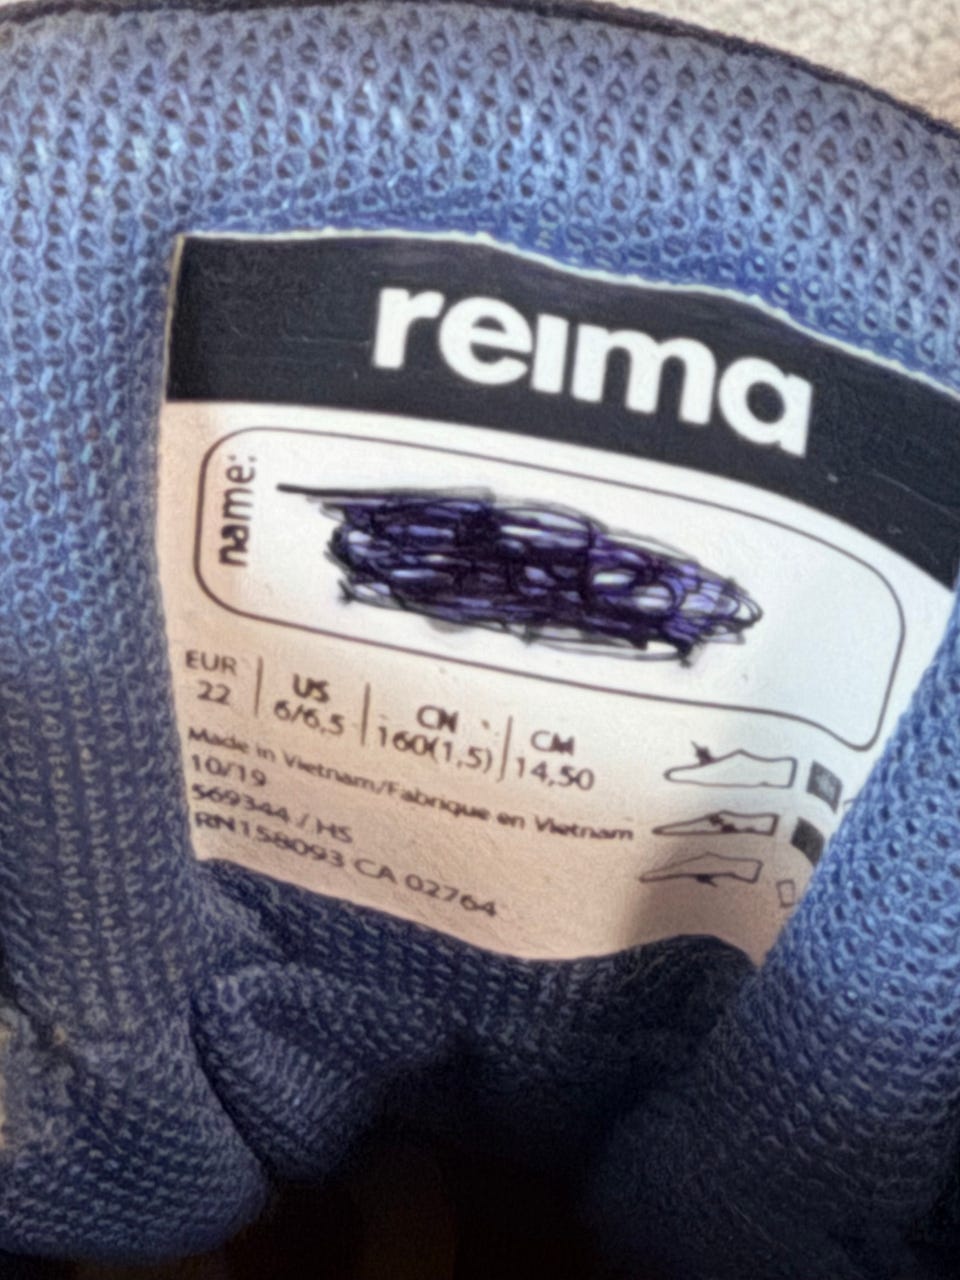 reima
name:
EUR US CN CM
22 6/6,5 160(1,5) 14,50
Made in Vietnam/Fabrique en Vietnam
10/19
569344 / HS
RN158093 CA 02764